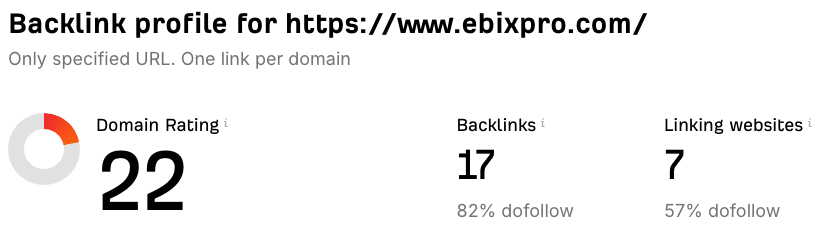 Backlink profile for https://www.ebixpro.com/
Only specified URL. One link per domain
Domain Rating i
22
Backlinks i
17
82% dofollow
Linking websites i
7
57% dofollow